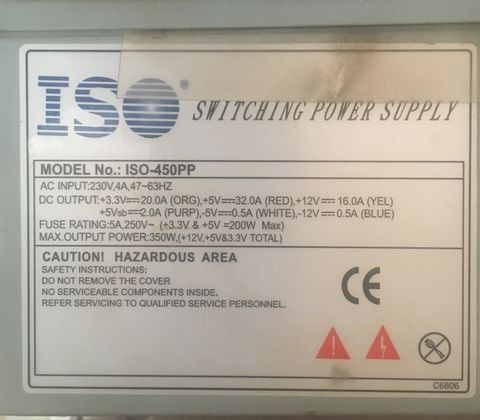 ISO® SWITCHING POWER SUPPLY
MODEL No.: ISO-450PP
AC INPUT:230V,4A,47~63HZ
DC OUTPUT:+3.3V=20.0A (ORG),+5V=32.0A (RED),+12V=16.0A (YEL)
+5Vsb=2.0A (PURP),-5V=0.5A (WHITE),-12V=0.5A (BLUE)
FUSE RATING:5A,250V~ (+3.3V & +5V =200W Max)
MAX.OUTPUT POWER:350W,(+12V,+5V&3.3V TOTAL)
CAUTION! HAZARDOUS AREA
SAFETY INSTRUCTIONS:
DO NOT REMOVE THE COVER
NO SERVICEABLE COMPONENTS INSIDE.
REFER SERVICING TO QUALIFIED SERVICE PERSONNEL.
CE
C6806